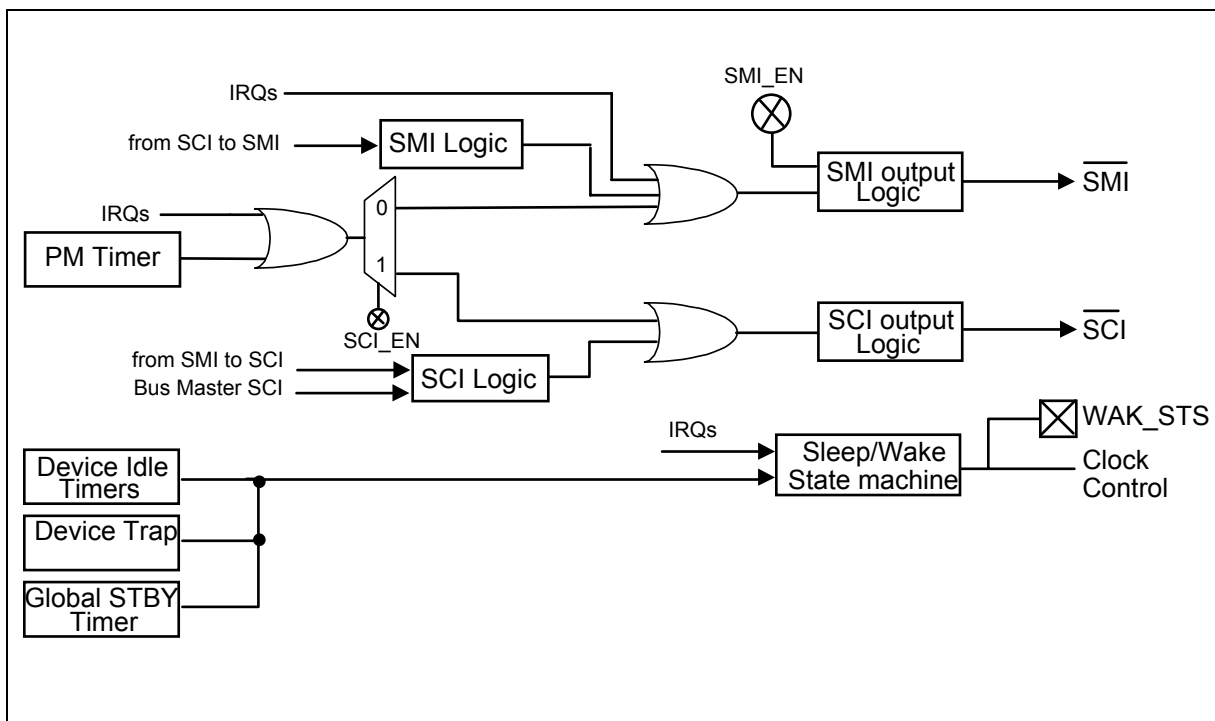 SMI_EN
IRQs
from SCI to SMI
SMI Logic
SMI output
Logic
SMI
IRQs
0
PM Timer
1
SCI_EN
SCI output
Logic
SCI
from SMI to SCI
Bus Master SCI
SCI Logic
IRQs
WAK_STS
Sleep/Wake
State machine
Clock
Control
Device Idle
Timers
Device Trap
Global STBY
Timer